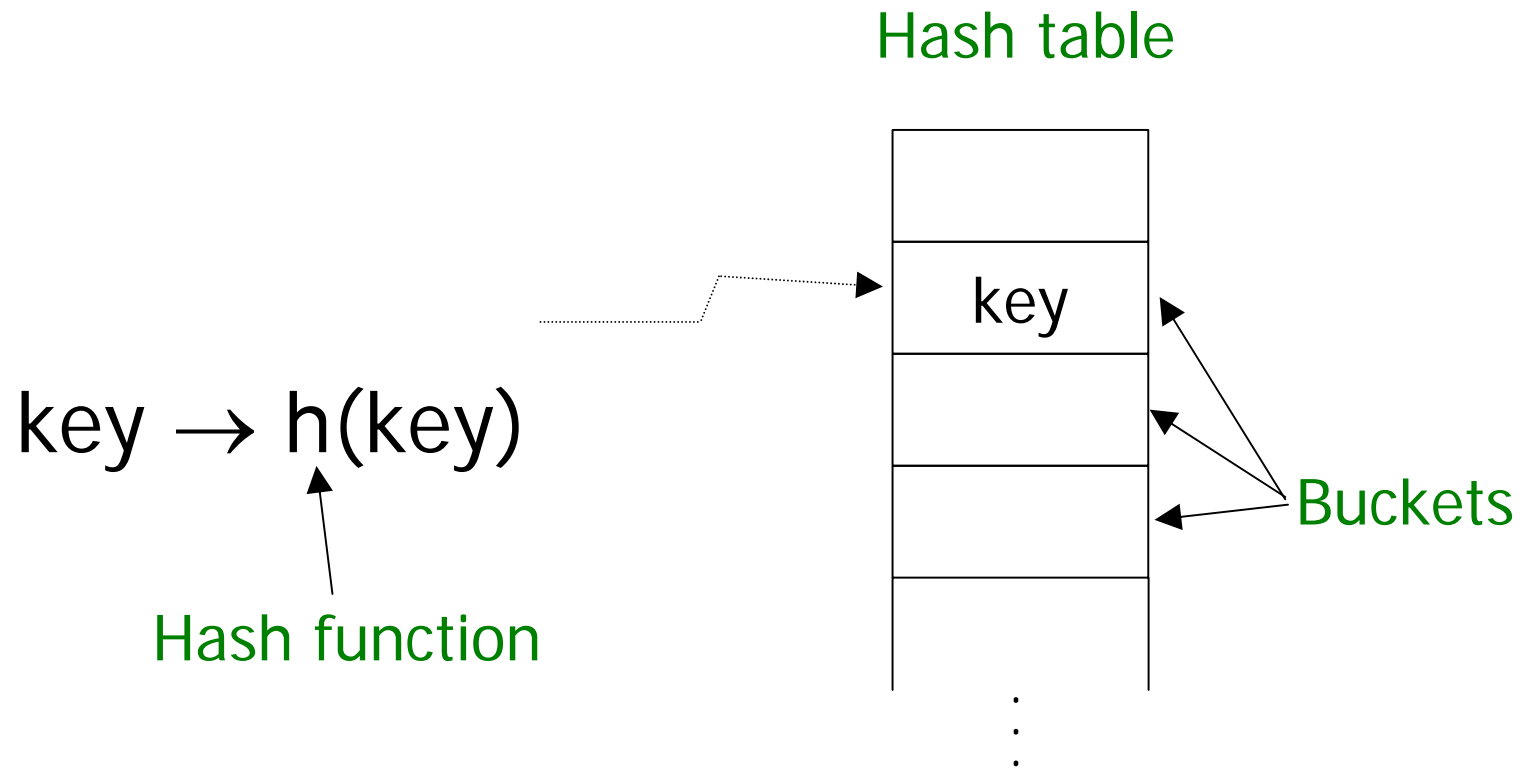 Hash table
key
key → h(key)
Buckets
Hash function